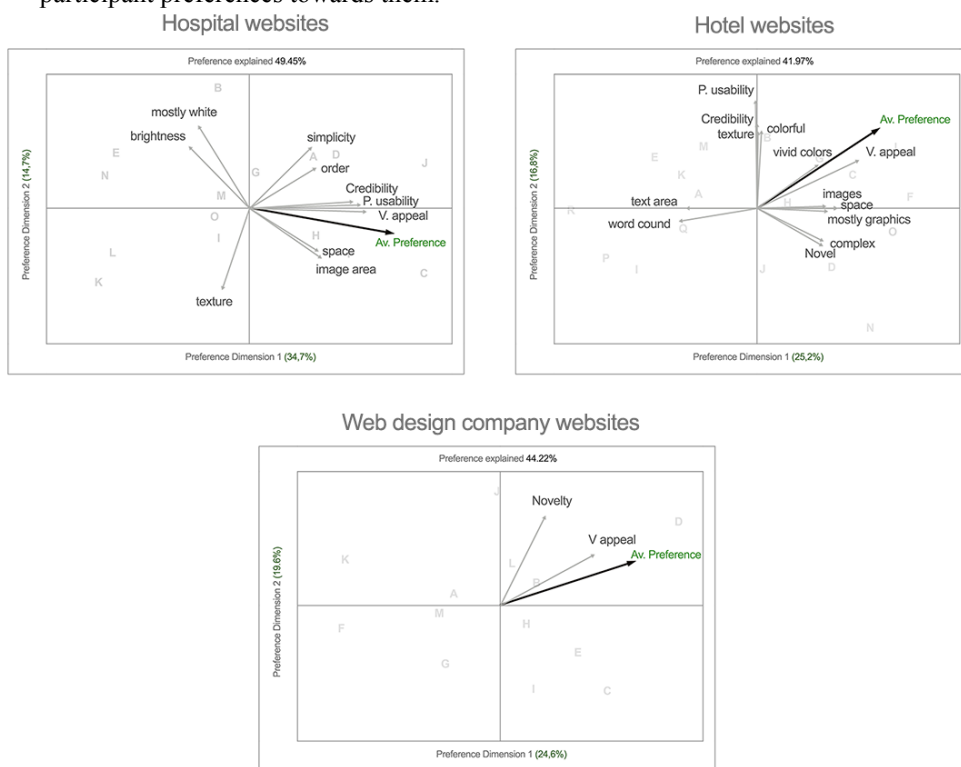 participant preferences towards them.
Hospital websites
Preference explained 49.45%
B
mostly white
brightness
simplicity
E
A
D
J
order
G
N
M
Credibility
P. usability
V. appeal
O
I
H
Av. Preference
L
space
image area
C
K
texture
Preference Dimension 2 (14,7%)
Preference Dimension 1 (34,7%)
Hotel websites
Preference explained 41.97%
P. usability
Credibility
texture
colorful
B
Av. Preference
M
E
vivid colors
V. appeal
K
C
A
images
F
text area
H
space
mostly graphics
word cound
Q
O
complex
Novel
P
I
J
D
N
Preference Dimension 2 (16,8%)
Preference Dimension 1 (25,2%)
Web design company websites
Preference explained 44.22%
J
Novelty
D
V appeal
Av. Preference
K
L
B
A
M
F
H
G
E
I
C
Preference Dimension 2 (19.6%)
Preference Dimension 1 (24,6%)